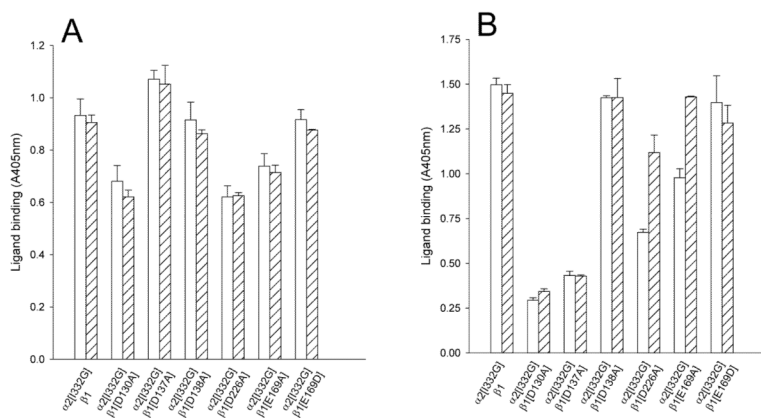 A
Ligand binding (A405nm)
1.2
1.0
0.8
0.6
0.4
0.2
0.0
α2[(I332G]
β1
α2[(I332G]
β1[D130A]
α2[(I332G]
β1[D137A]
α2[(I332G]
β1[D138A]
α2[(I332G]
β1[D226A]
α2[(I332G]
β1[E169A]
α2[(I332G]
β1[E169D]
B
Ligand binding (A405nm)
1.50
1.25
1.00
0.75
0.50
0.25
0.00
α2[(I332G]
β1
α2[(I332G]
β1[D130A]
α2[(I332G]
β1[D137A]
α2[(I332G]
β1[D138A]
α2[(I332G]
β1[D226A]
α2[(I332G]
β1[E169A]
α2[(I332G]
β1[E169D]